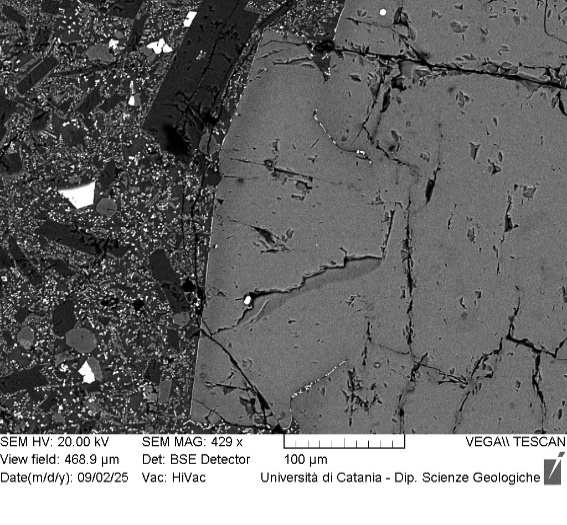 SEM HV: 20.00 kV SEM MAG: 429 x VEGA\\ TESCAN
View field: 468.9 µm Det: BSE Detector 100 µm
Date(m/d/y): 09/02/25 Vac: HiVac Università di Catania - Dip. Scienze Geologiche